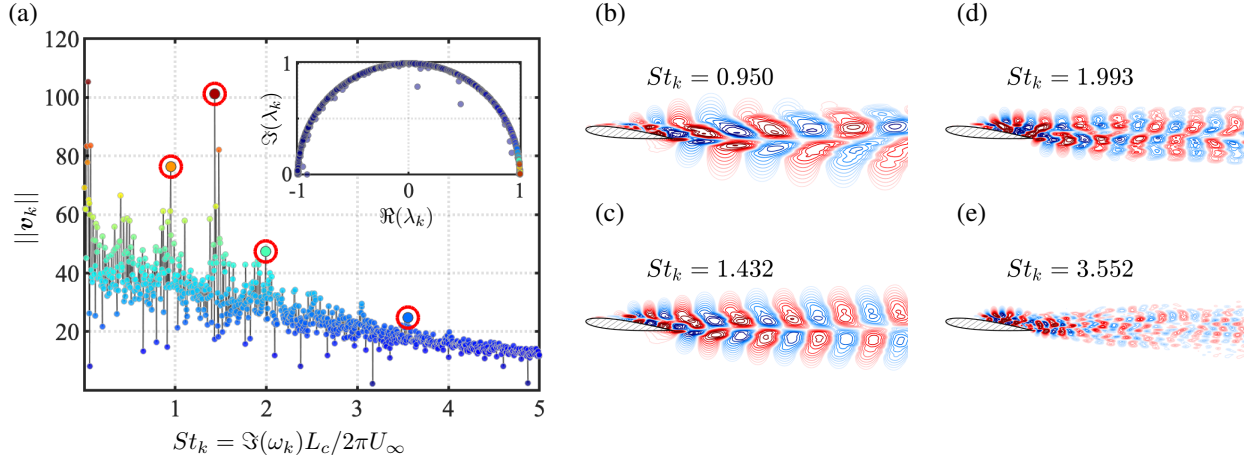 (a)
120
100
80
60
40
20
||v_k||
1
2
3
4
5
St_k = ℑ(ω_k)L_c/2πU_∞
1
0
ℑ(λ_k)
-1
0
1
ℜ(λ_k)
(b)
St_k = 0.950
(c)
St_k = 1.432
(d)
St_k = 1.993
(e)
St_k = 3.552